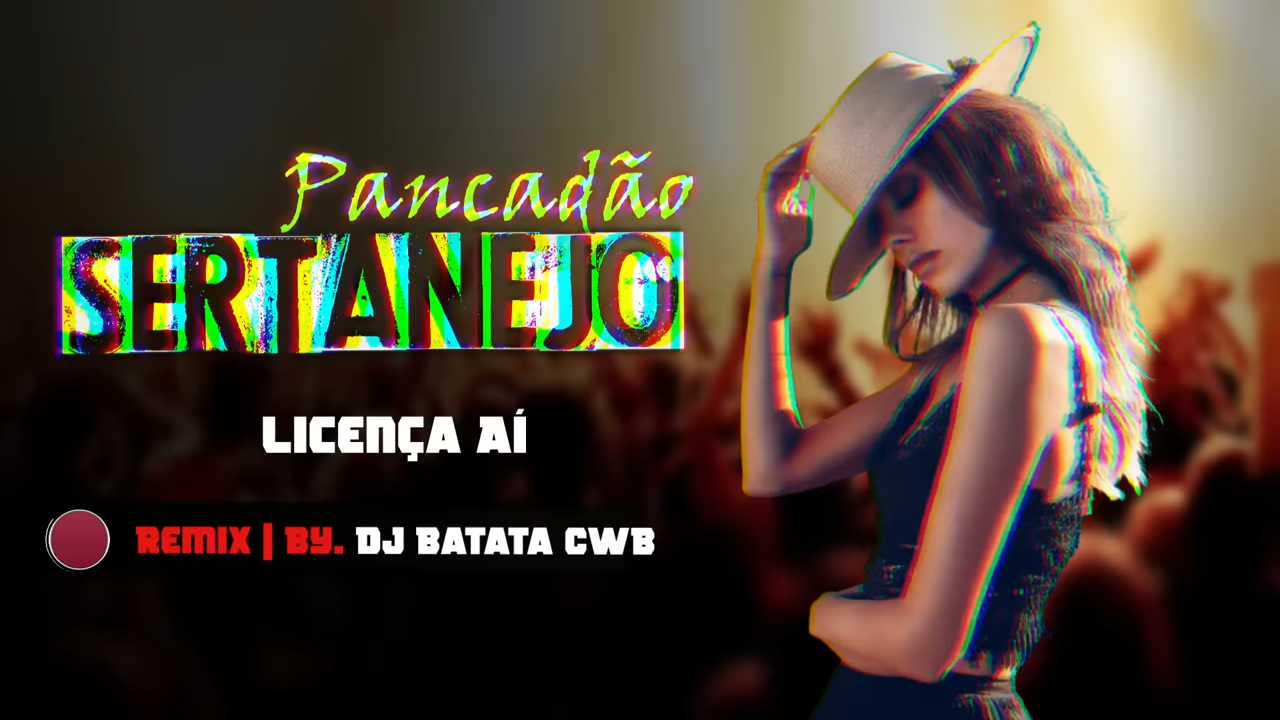 Pancadão
SERTANEJO
LICENÇA AÍ
REMIX | BY. DJ BATATA CWB